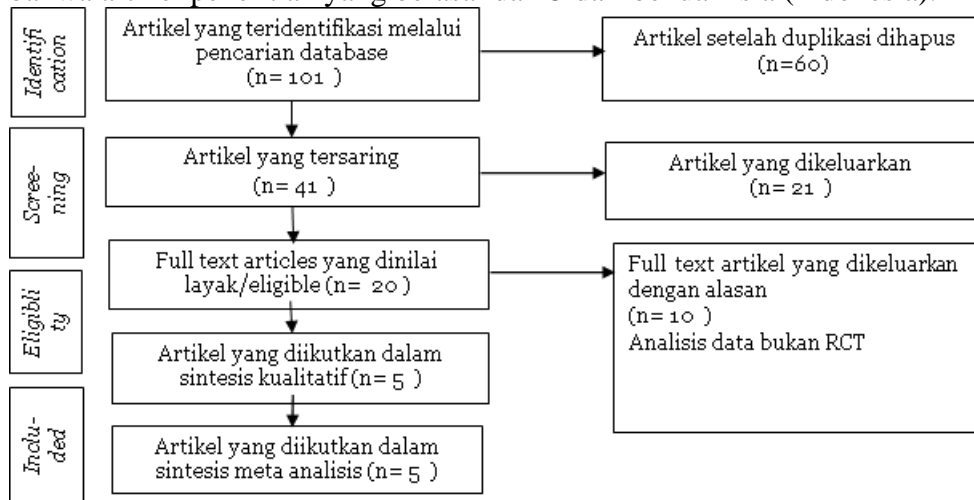 Identifi
cation
Artikel yang teridentifikasi melalui
pencarian database
(n= 101 )
Artikel setelah duplikasi dihapus
(n=60)
Scree-
ning
Artikel yang tersaring
(n= 41 )
Artikel yang dikeluarkan
(n= 21 )
Eligibli
ty
Full text articles yang dinilai
layak/eligible (n= 20 )
Full text artikel yang dikeluarkan
dengan alasan
(n= 10 )
Analisis data bukan RCT
Artikel yang diikutkan dalam
sintesis kualitatif (n= 5 )
Inclu-
ded
Artikel yang diikutkan dalam
sintesis meta analisis (n= 5 )